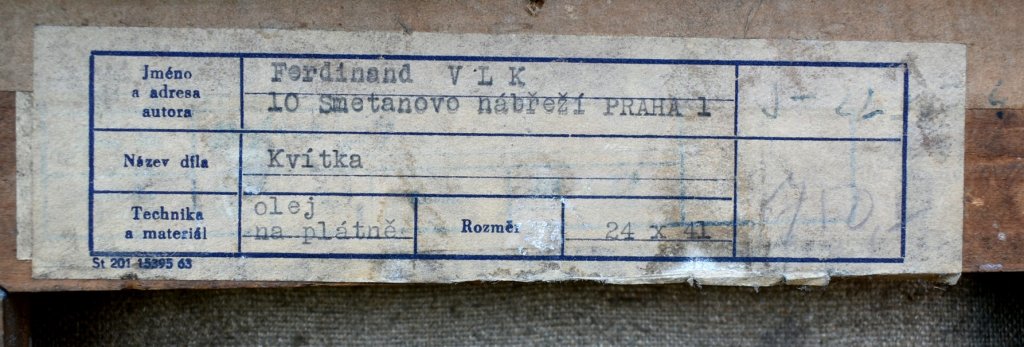 Jméno
a adresa
autora
Ferdinand V L K
10 Smetanovo nábřeží PRAHA 1
Název díla
Kvítka
Technika
a materiál
olej
na plátně
Rozměr
24 x 41
St 201 15395 63